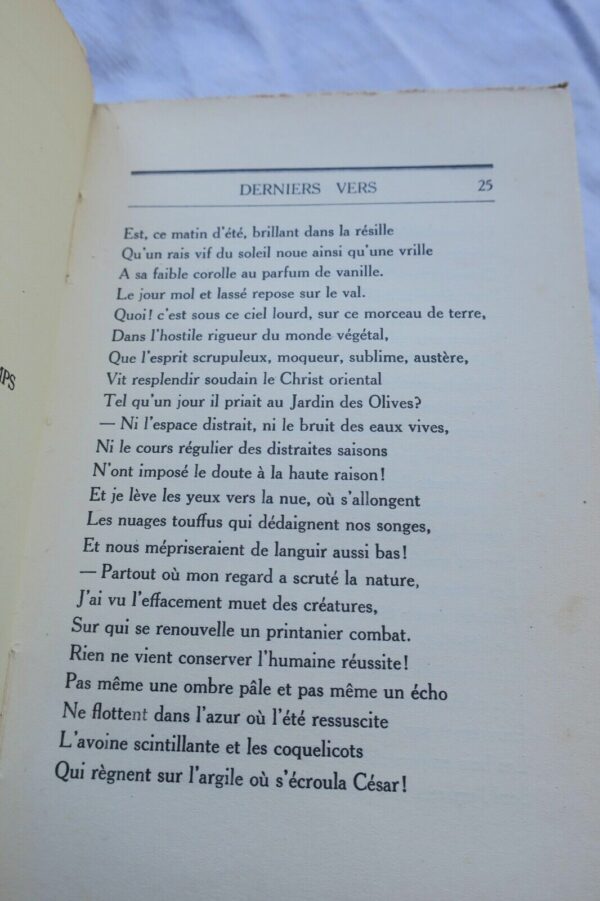 DERNIERS VERS 25
Est, ce matin d'été, brillant dans la résille
Qu'un rais vif du soleil noue ainsi qu'une vrille
A sa faible corolle au parfum de vanille.
Le jour mol et lassé repose sur le val.
Quoi! c'est sous ce ciel lourd, sur ce morceau de terre,
Dans l'hostile rigueur du monde végétal,
Que l'esprit scrupuleux, moqueur, sublime, austère,
Vit resplendir soudain le Christ oriental
Tel qu'un jour il priait au Jardin des Olives?
— Ni l'espace distrait, ni le bruit des eaux vives,
Ni le cours régulier des distraites saisons
N'ont imposé le doute à la haute raison!
Et je lève les yeux vers la nue, où s'allongent
Les nuages touffus qui dédaignent nos songes,
Et nous mépriseraient de languir aussi bas!
— Partout où mon regard a scruté la nature,
J'ai vu l'effacement muet des créatures,
Sur qui se renouvelle un printanier combat.
Rien ne vient conserver l'humaine réussite!
Pas même une ombre pâle et pas même un écho
Ne flottent dans l'azur où l'été ressuscite
L'avoine scintillante et les coquelicots
Qui règnent sur l'argile où s'écroula César!